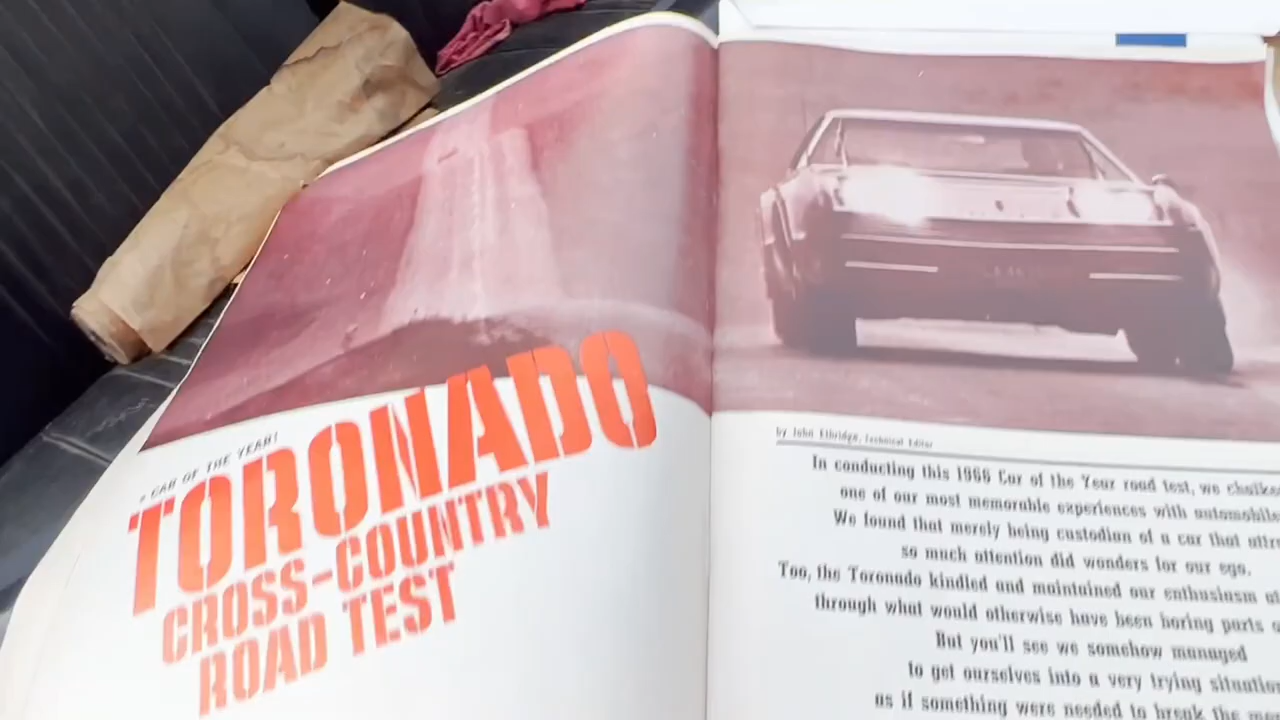 CAR OF THE YEAR!
TORONADO
CROSS-COUNTRY
ROAD TEST
by John Ethridge, Technical Editor
In conducting this 1966 Car of the Year road test, we
one of our most memorable experiences with
We found that merely being custodian of a car that
so much attention did wonders for our ego.
Too, the Toronado kindled and maintained our enthusiasm
through what would otherwise have been boring parts
But you'll see we somehow managed
to get ourselves into a very trying
as if something were needed to break the